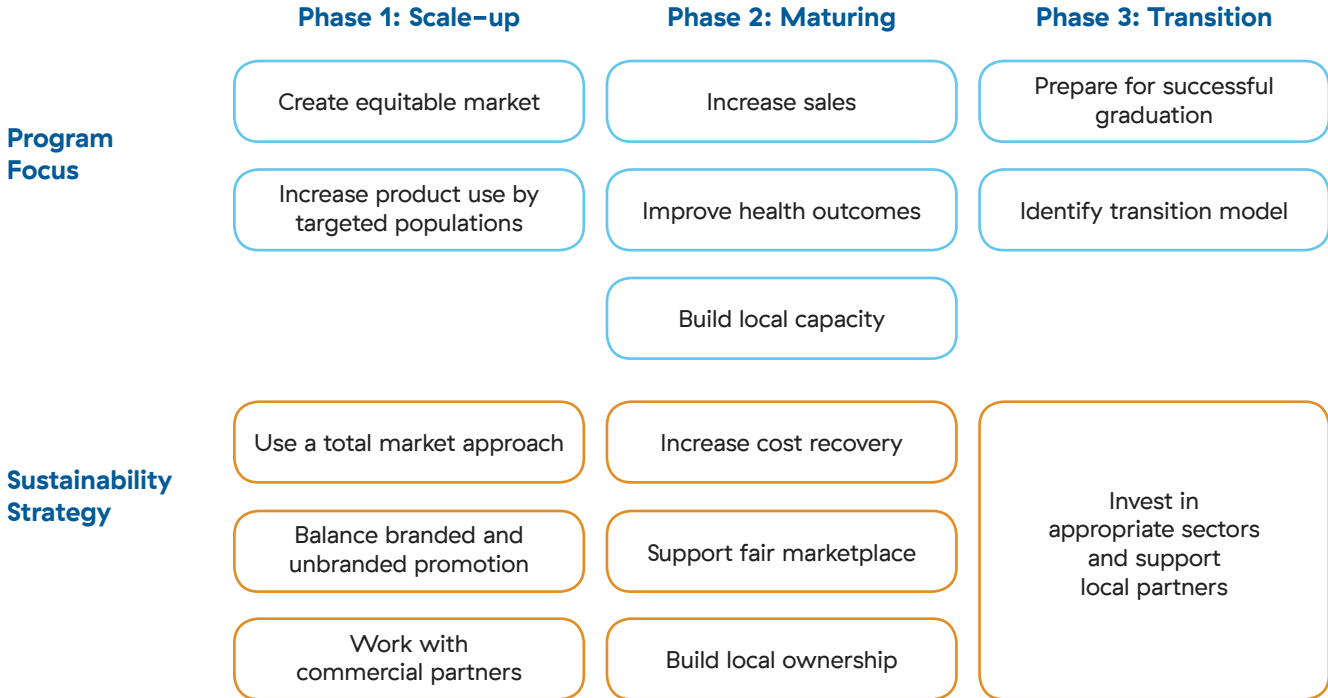 Phase 1: Scale-up
Phase 2: Maturing
Phase 3: Transition
Program
Focus
Create equitable market
Increase sales
Prepare for successful
graduation
Increase product use by
targeted populations
Improve health outcomes
Identify transition model
Build local capacity
Sustainability
Strategy
Use a total market approach
Increase cost recovery
Invest in
appropriate sectors
and support
local partners
Balance branded and
unbranded promotion
Support fair marketplace
Work with
commercial partners
Build local ownership